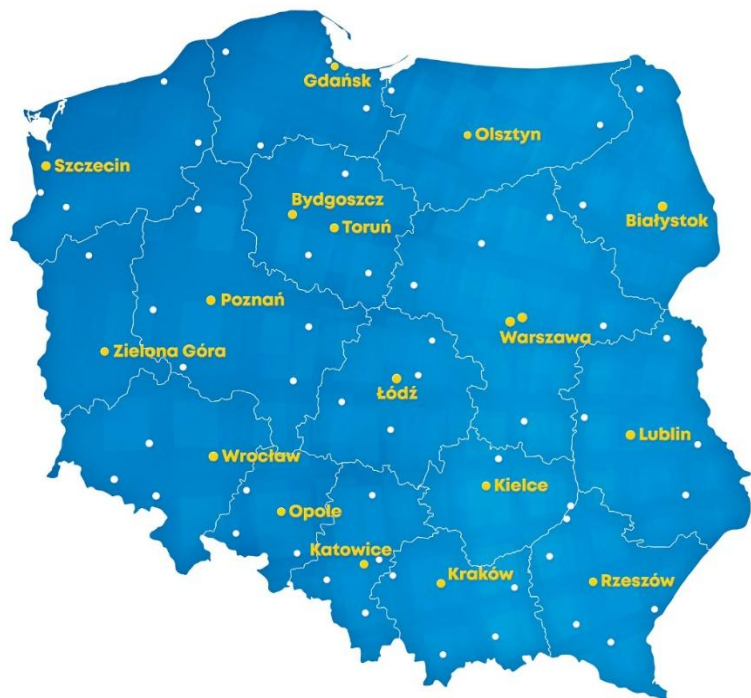 Gdańsk
Olsztyn
Szczecin
Bydgoszcz
Białystok
Toruń
Poznań
Warszawa
Zielona Góra
Łódź
Lublin
Wrocław
Kielce
Opole
Katowice
Kraków
Rzeszów